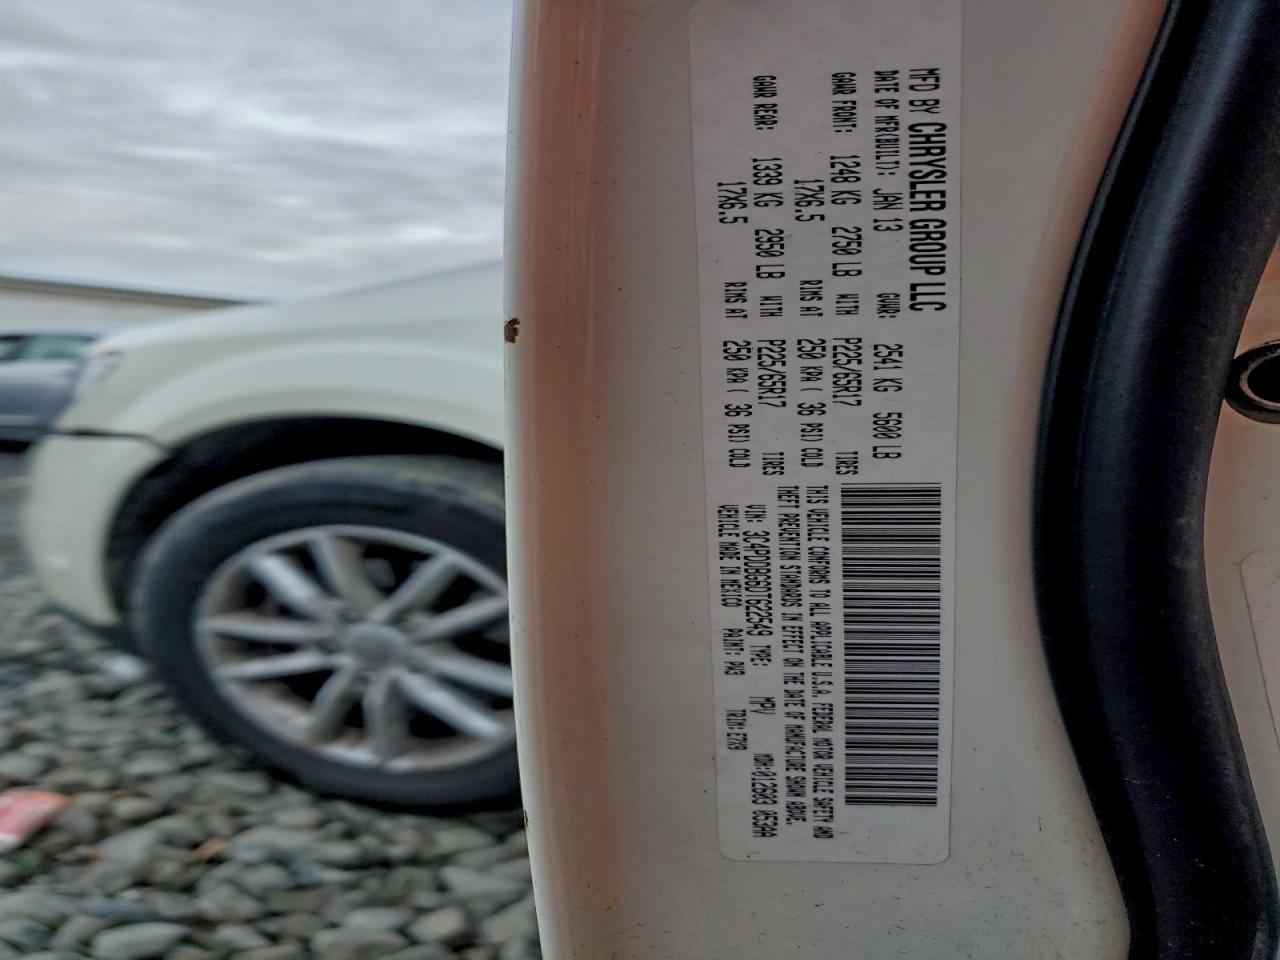 MFD BY CHRYSLER GROUP LLC
DATE OF MFR(BUILT): JAN 13 GVWR: 2541 KG 5600 LB
GAWR FRONT: 1248 KG 2750 LB WITH P225/65R17 TIRES
17X6.5 RIMS AT 250 KPA ( 36 PSI) COLD
GAWR REAR: 1339 KG 2950 LB WITH P225/65R17 TIRES
17X6.5 RIMS AT 250 KPA ( 36 PSI) COLD
THIS VEHICLE CONFORMS TO ALL APPLICABLE U.S.A. FEDERAL MOTOR VEHICLE SAFETY AND
THEFT PREVENTION STANDARDS IN EFFECT ON THE DATE OF MANUFACTURE SHOWN ABOVE.
VIN: 3C4PDDBG6DT622549 TYPE: MPV MDH:012603 053AA
VEHICLE MADE IN MEXICO PAINT: PW3 TRIM: E7X9